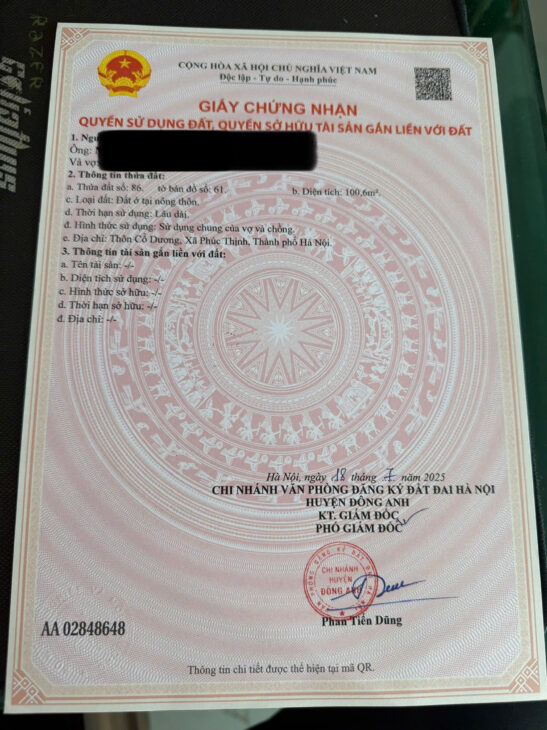 RAZER
CỘNG HÒA XÃ HỘI CHỦ NGHĨA VIỆT NAM
Độc lập - Tự do - Hạnh phúc
GIẤY CHỨNG NHẬN
QUYỀN SỬ DỤNG ĐẤT, QUYỀN SỞ HỮU TÀI SẢN GẮN LIỀN VỚI ĐẤT
1.
Ông:
Và vợ:
2. Thông tin thửa đất:
a. Thửa đất số: 86. tờ bản đồ số: 61. b. Diện tích: 100,6m².
c. Loại đất: Đất ở tại nông thôn.
d. Thời hạn sử dụng: Lâu dài.
đ. Hình thức sử dụng: Sử dụng chung của vợ và chồng.
e. Địa chỉ: Thôn Cổ Dương, Xã Phúc Thịnh, Thành phố Hà Nội.
3. Thông tin tài sản gắn liền với đất:
a. Tên tài sản: -/-
b. Diện tích sử dụng: -/-
c. Hình thức sở hữu: -/-
d. Thời hạn sở hữu: -/-
đ. Địa chỉ: -/-
Hà Nội, ngày 18 tháng 7 năm 2025
CHI NHÁNH VĂN PHÒNG ĐĂNG KÝ ĐẤT ĐAI HÀ NỘI
HUYỆN ĐÔNG ANH
KT. GIÁM ĐỐC
PHÓ GIÁM ĐỐC
CHI NHÁNH
HUYỆN
ĐÔNG ANH
Phan Tiến Dũng
AA 02848648
Thông tin chi tiết được thể hiện tại mã QR.